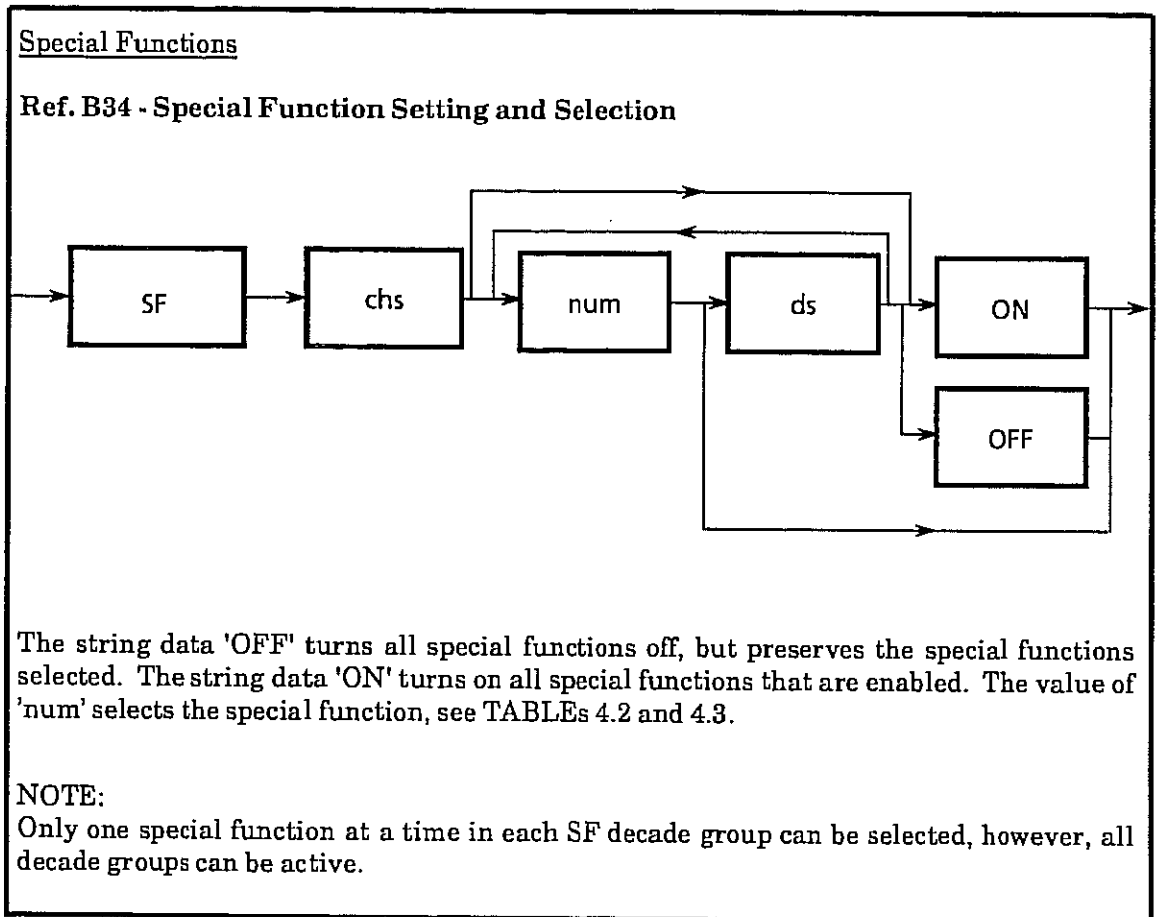 Special Functions
Ref. B34 - Special Function Setting and Selection
SF
chs
num
ds
ON
OFF
The string data 'OFF' turns all special functions off, but preserves the special functions
selected. The string data 'ON' turns on all special functions that are enabled. The value of
'num' selects the special function, see TABLEs 4.2 and 4.3.
NOTE:
Only one special function at a time in each SF decade group can be selected, however, all
decade groups can be active.